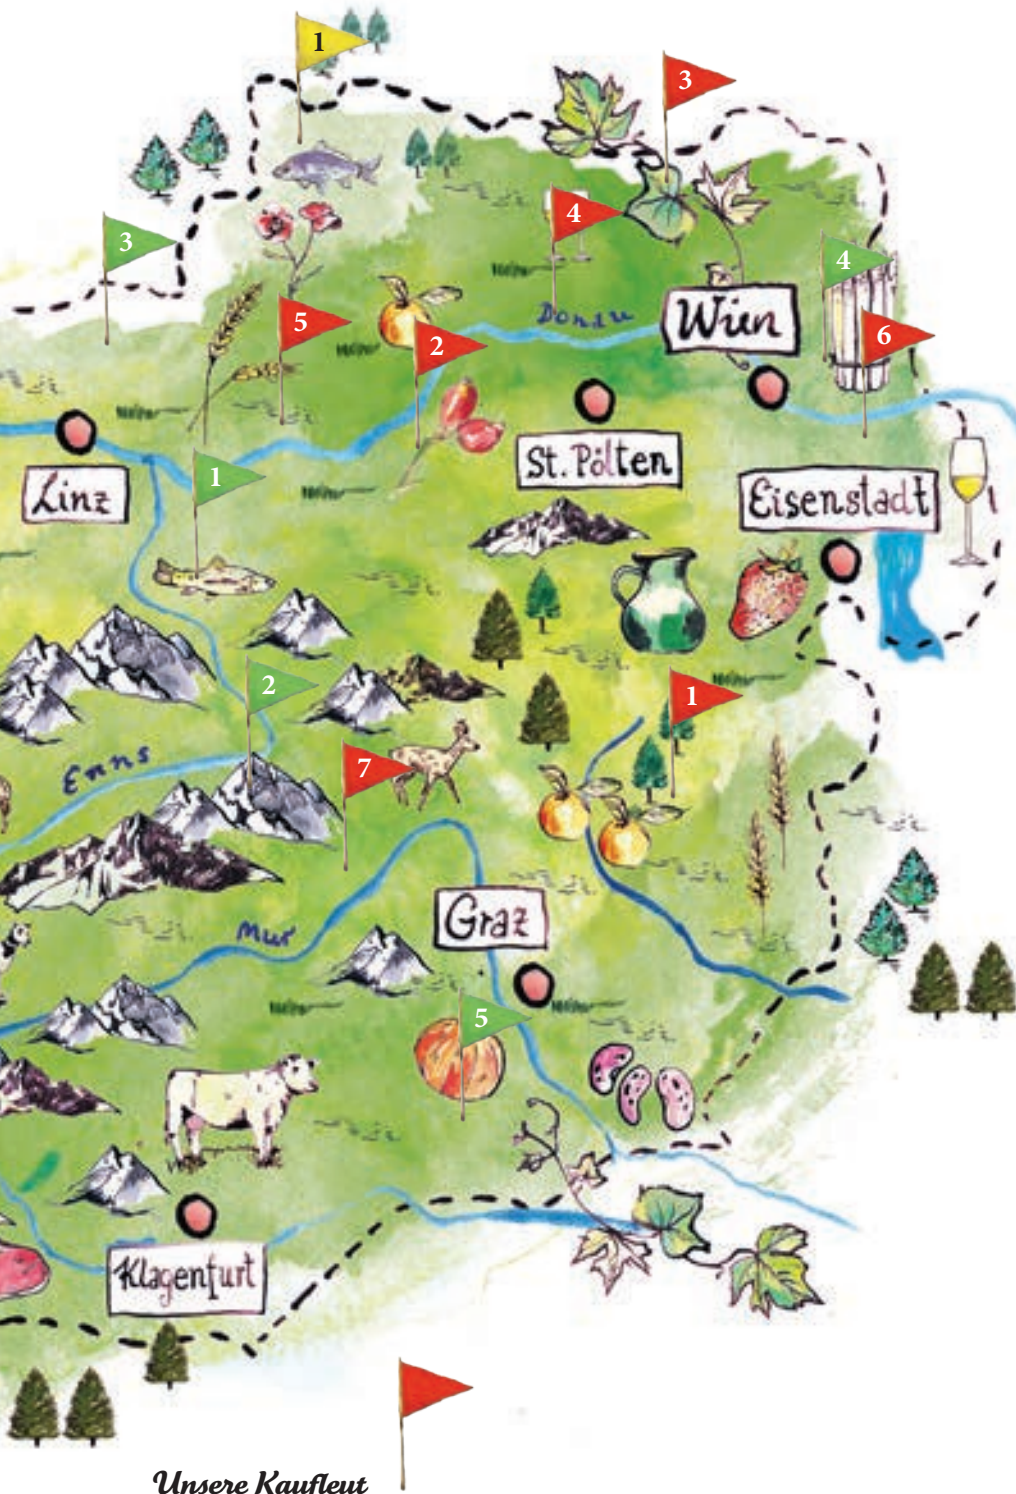 1
3
3
4
4
Donau
Wien
5
2
6
St. Pölten
Linz
1
Eisenstadt
2
1
Enns
7
Graz
Mur
5
Klagenfurt
Unsere Kaufleut